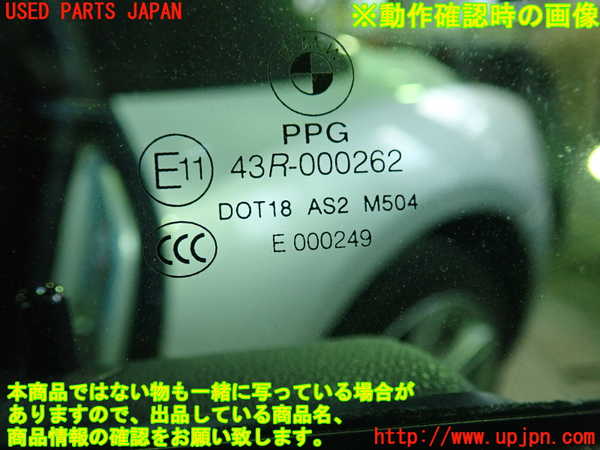 USED PARTS JAPAN
※動作確認時の画像
BMW
PPG
E11
43R-000262
DOT18 AS2 M504
CCC
E 000249
本商品ではない物も一緒に写っている場合が
ありますので、出品している商品名、
商品情報の確認をお願い致します。
http://www.upjpn.com/